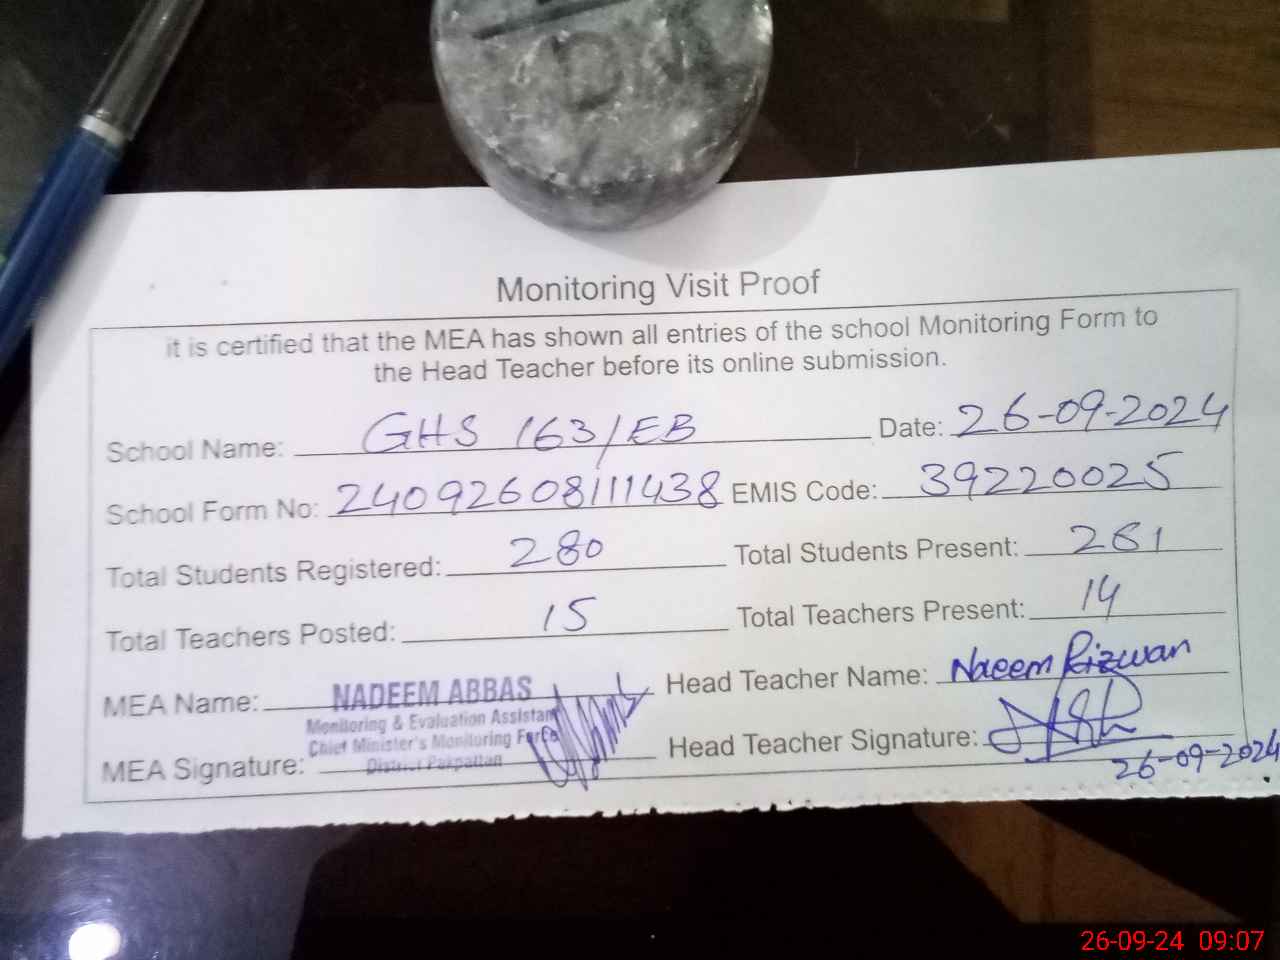 Monitoring Visit Proof
it is certified that the MEA has shown all entries of the school Monitoring Form to
the Head Teacher before its online submission.
School Name: GHS 163/EB Date: 26-09-2024
School Form No: 24092608111438 EMIS Code: 39220025
Total Students Registered: 280 Total Students Present: 261
Total Teachers Posted: 15 Total Teachers Present: 14
MEA Name: NADEEM ABBAS Head Teacher Name: Naeem Rizwan
Monitoring & Evaluation Assistant
Chief Minister's Monitoring Force
District Pakpattan
MEA Signature: Head Teacher Signature:
26-09-2024
26-09-24 09:07